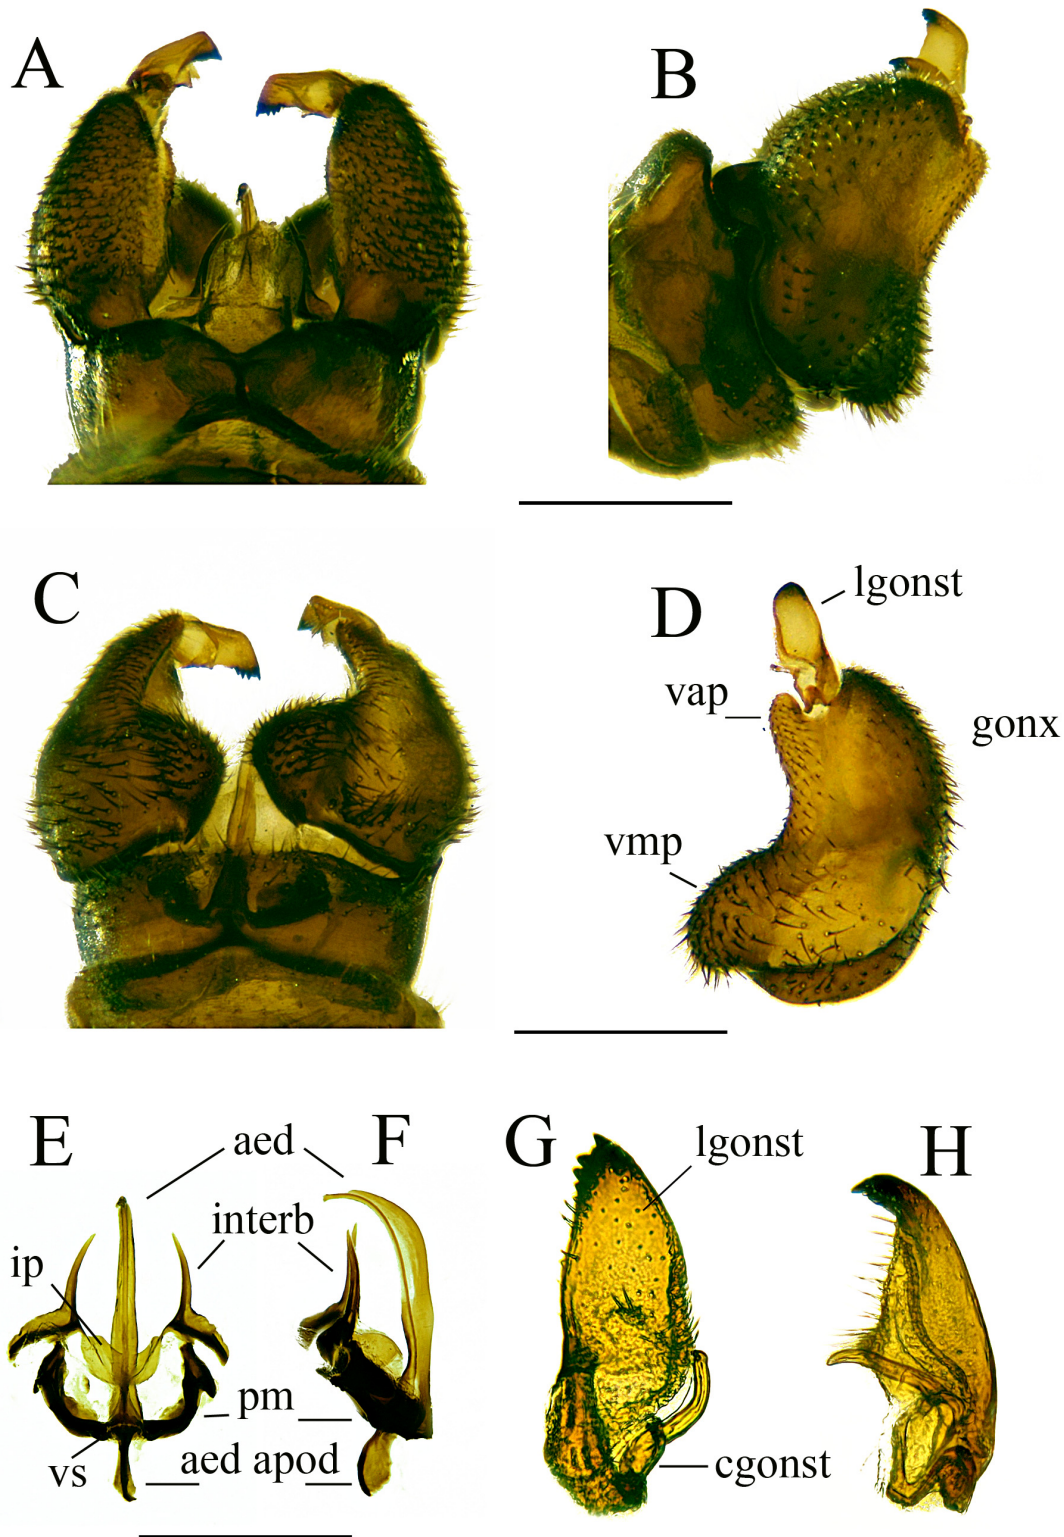 A
B
C
D
lgonst
vap
gonx
vmp
E
aed
F
G
lgonst
H
interb
ip
pm
vs
aed apod
cgonst